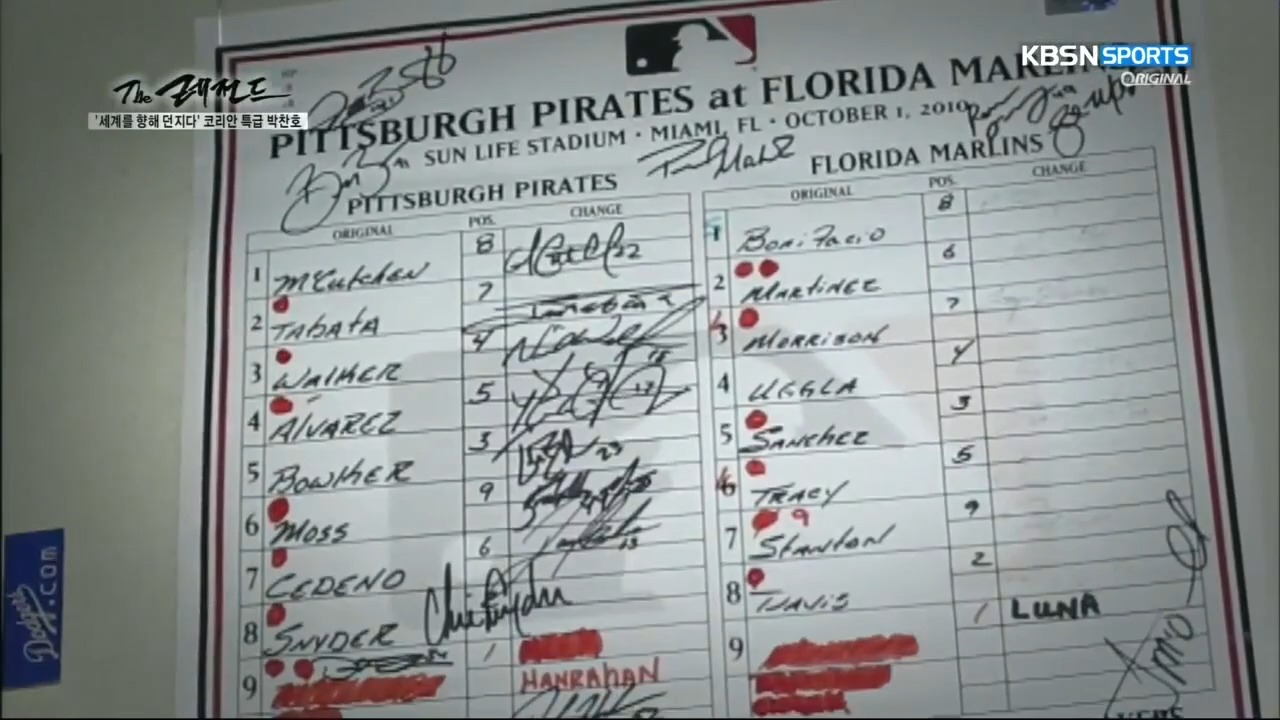 The 레전드
'세계를 향해 던지다' 코리안 특급 박찬호
KBSN SPORTS
ORIGINAL
PITTSBURGH PIRATES at FLORIDA MARLINS
SUN LIFE STADIUM · MIAMI, FL · OCTOBER 1, 2010
PITTSBURGH PIRATES
ORIGINAL POS. CHANGE
1 McCutchen 8
2 TABATA 7
3 WALKER 4
4 ALVAREZ 5
5 BOWKER 3
6 MOSS 9
7 CEDENO 6
8 SNYDER
9 1 HANRAHAN
FLORIDA MARLINS
ORIGINAL POS. CHANGE
1 Bonifacio 8
2 MARTINEZ 6
3 MORRISON 7
4 UGGLA 4
5 SANCHEZ 3
6 TRACY 5
7 STANTON 9
8 DAVIS 2
9 1 LUNA
Dodgers.com